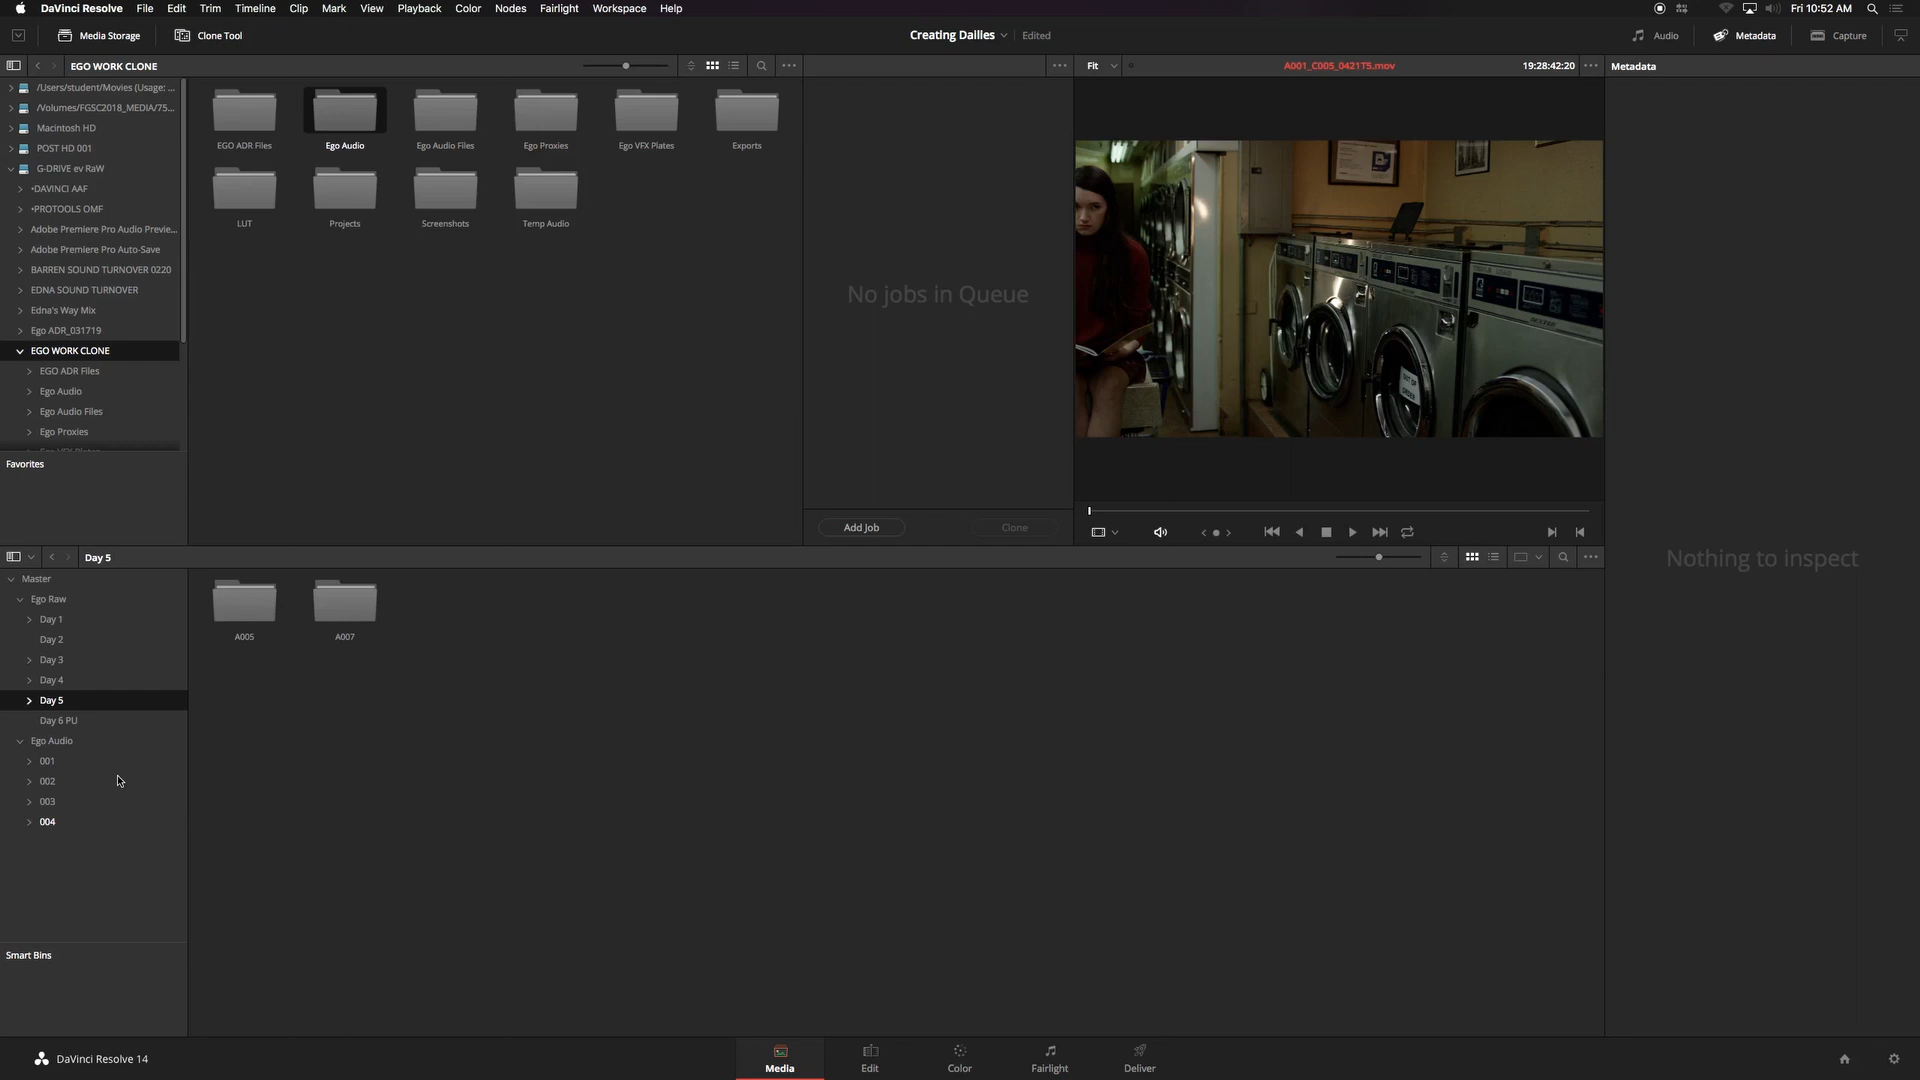 DaVinci Resolve File Edit Trim Timeline Clip Mark View Playback Color Nodes Fairlight Workspace Help Fri 10:52 AM
Media Storage Clone Tool Creating Dailies Edited Audio Metadata Capture
EGO WORK CLONE Fit A001_C005_0421T5.mov 19:28:42:20 Metadata
/Users/student/Movies (Usage: ...
/Volumes/FGSC2018_MEDIA/75...
Macintosh HD
POST HD 001
G-DRIVE ev RaW
•DAVINCI AAF
•PROTOOLS OMF
Adobe Premiere Pro Audio Previe...
Adobe Premiere Pro Auto-Save
BARREN SOUND TURNOVER 0220
EDNA SOUND TURNOVER
Edna's Way Mix
Ego ADR_031719
EGO WORK CLONE
EGO ADR Files
Ego Audio
Ego Audio Files
Ego Proxies
Favorites
EGO ADR Files Ego Audio Ego Audio Files Ego Proxies Ego VFX Plates Exports
LUT Projects Screenshots Temp Audio
No jobs in Queue
Add Job Clone
OUT OF
ORDER
Nothing to inspect
Day 5
Master
Ego Raw
Day 1
Day 2
Day 3
Day 4
Day 5
Day 6 PU
Ego Audio
001
002
003
004
A005 A007
Smart Bins
DaVinci Resolve 14
Media Edit Color Fairlight Deliver